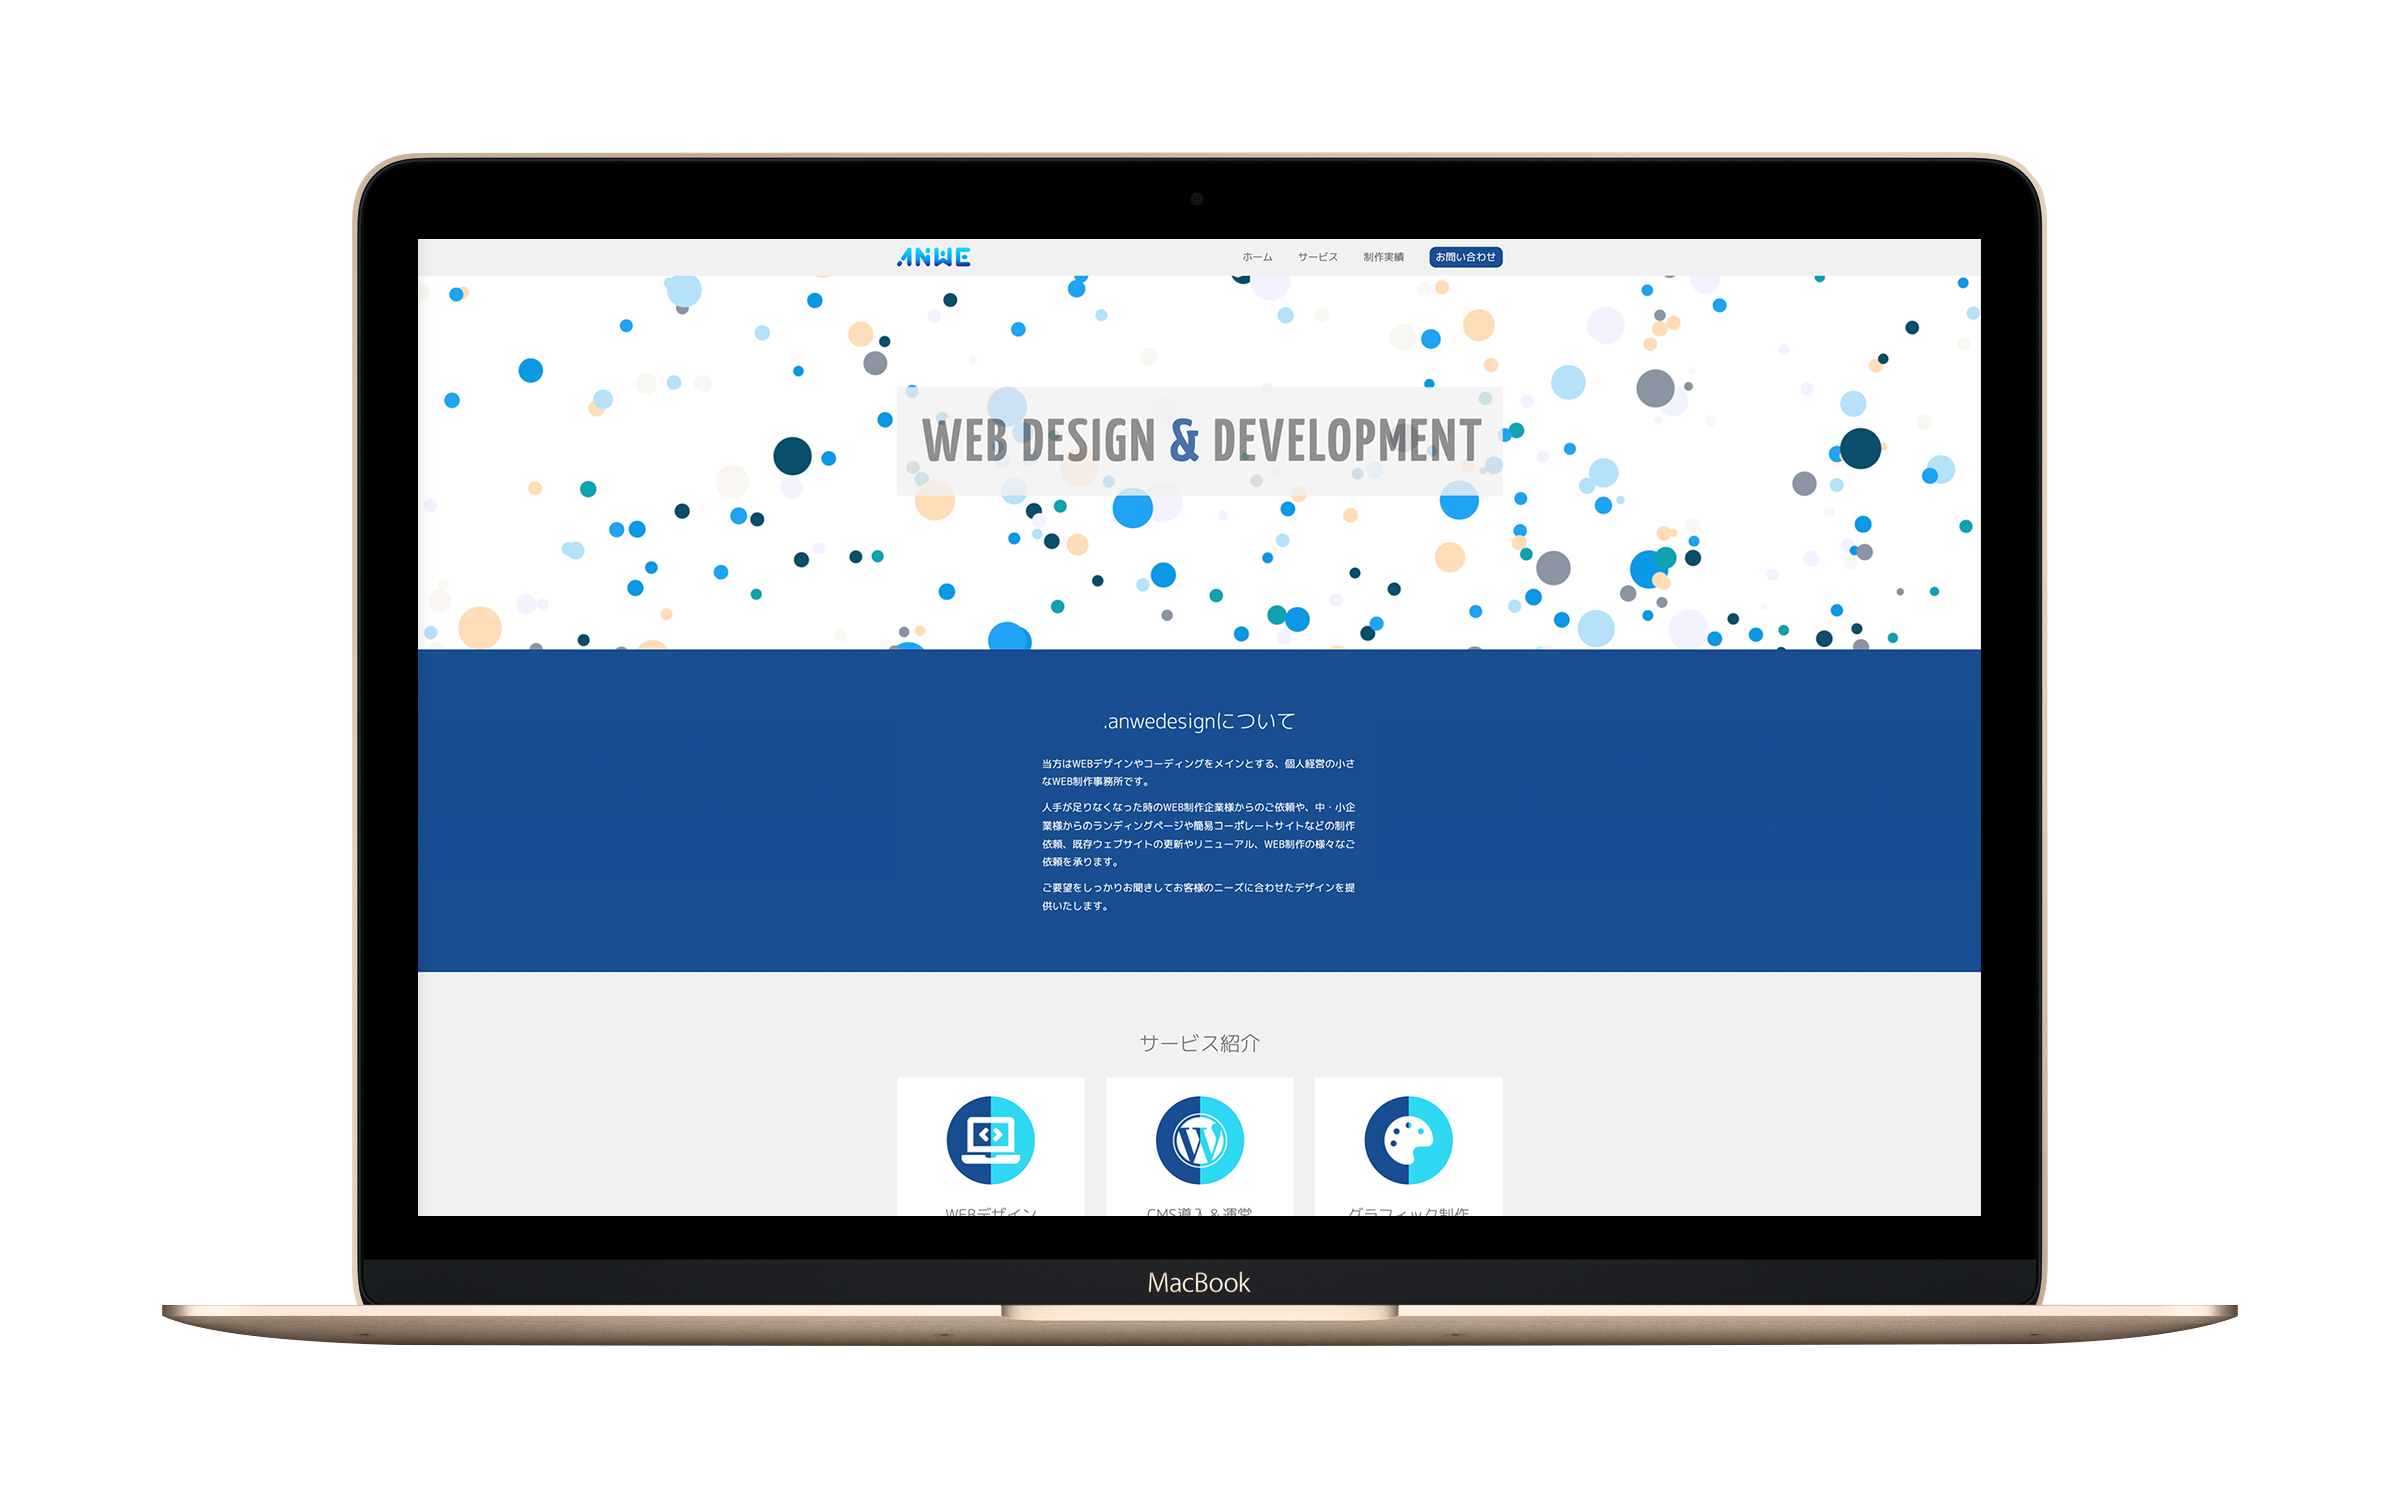 ANWE
ホーム サービス 制作実績 お問い合わせ
WEB DESIGN & DEVELOPMENT
.anwedesignについて
当方はWEBデザインやコーディングをメインとする、個人経営の小さ
なWEB制作事務所です。
人手が足りなくなった時のWEB制作企業様からのご依頼や、中・小企
業様からのランディングページや簡易コーポレートサイトなどの制作
依頼、既存ウェブサイトの更新やリニューアル、WEB制作の様々なご
依頼を承ります。
ご要望をしっかりお聞きしてお客様のニーズに合わせたデザインを提
供いたします。
サービス紹介
WEBデザイン CMS導入＆運営 グラフィック制作
MacBook